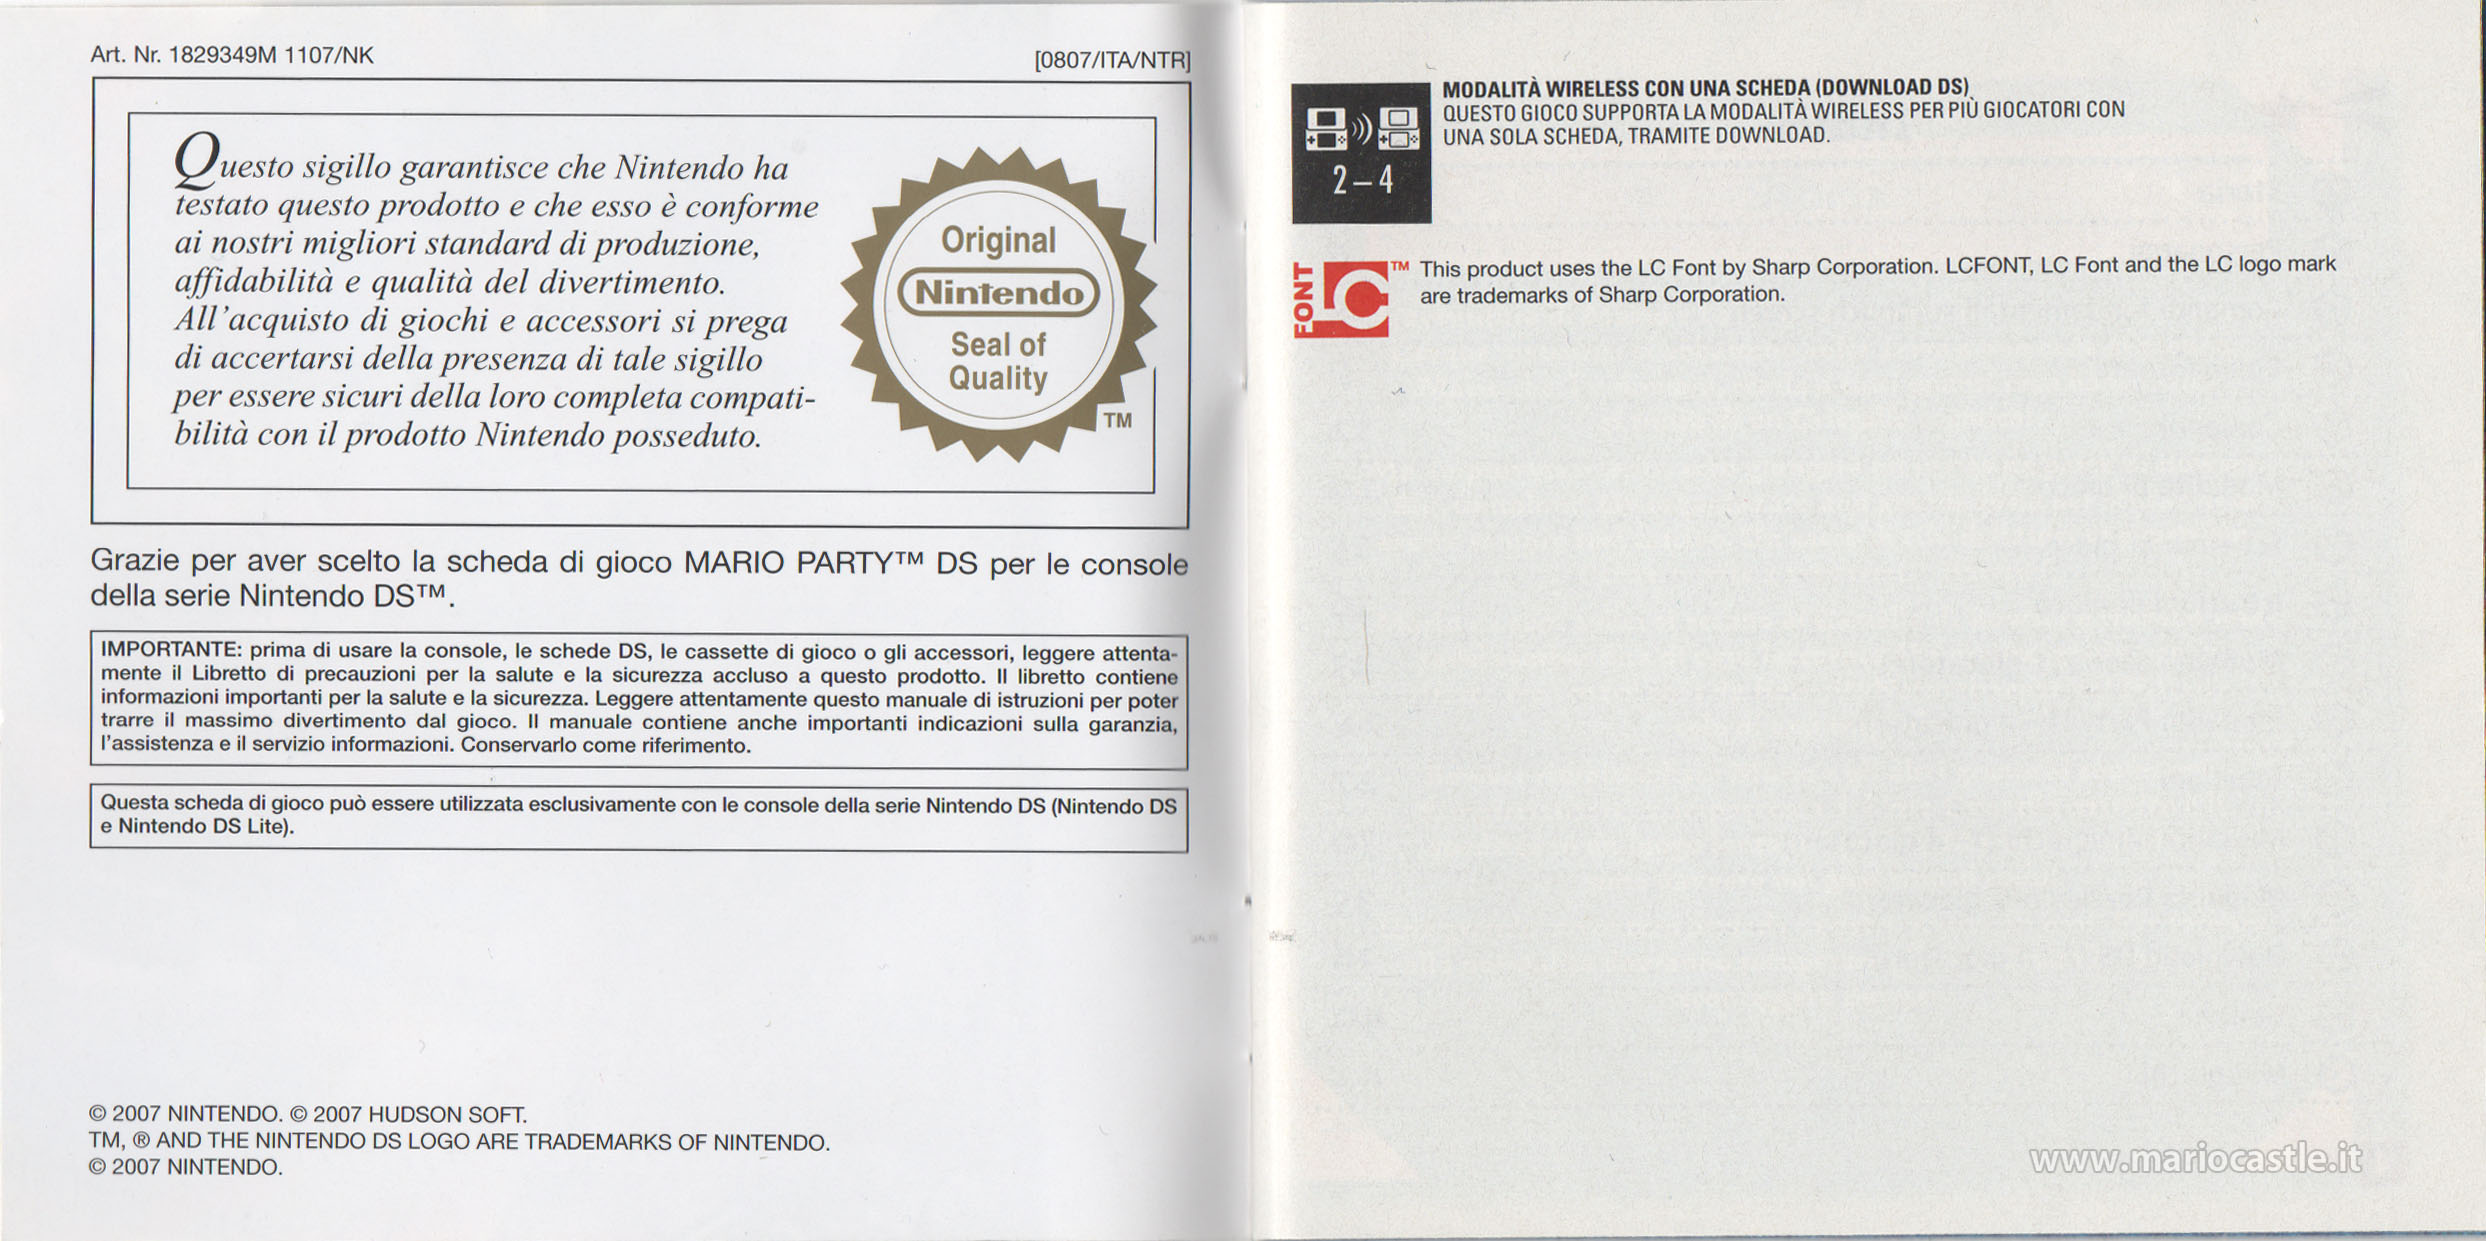 Art. Nr. 1829349M 1107/NK
[0807/ITA/NTR]
Questo sigillo garantisce che Nintendo ha
testato questo prodotto e che esso è conforme
ai nostri migliori standard di produzione,
affidabilità e qualità del divertimento.
All'acquisto di giochi e accessori si prega
di accertarsi della presenza di tale sigillo
per essere sicuri della loro completa compati-
bilità con il prodotto Nintendo posseduto.
Original
Nintendo
Seal of
Quality
TM
Grazie per aver scelto la scheda di gioco MARIO PARTY™ DS per le console
della serie Nintendo DS™.
IMPORTANTE: prima di usare la console, le schede DS, le cassette di gioco o gli accessori, leggere attenta-
mente il Libretto di precauzioni per la salute e la sicurezza accluso a questo prodotto. Il libretto contiene
informazioni importanti per la salute e la sicurezza. Leggere attentamente questo manuale di istruzioni per poter
trarre il massimo divertimento dal gioco. Il manuale contiene anche importanti indicazioni sulla garanzia,
l'assistenza e il servizio informazioni. Conservarlo come riferimento.
Questa scheda di gioco può essere utilizzata esclusivamente con le console della serie Nintendo DS (Nintendo DS
e Nintendo DS Lite).
© 2007 NINTENDO. © 2007 HUDSON SOFT.
TM, ® AND THE NINTENDO DS LOGO ARE TRADEMARKS OF NINTENDO.
© 2007 NINTENDO.
MODALITÀ WIRELESS CON UNA SCHEDA (DOWNLOAD DS)
QUESTO GIOCO SUPPORTA LA MODALITÀ WIRELESS PER PIÙ GIOCATORI CON
UNA SOLA SCHEDA, TRAMITE DOWNLOAD.
2 – 4
FONT
LC
™
This product uses the LC Font by Sharp Corporation. LCFONT, LC Font and the LC logo mark
are trademarks of Sharp Corporation.
www.mariocastle.it